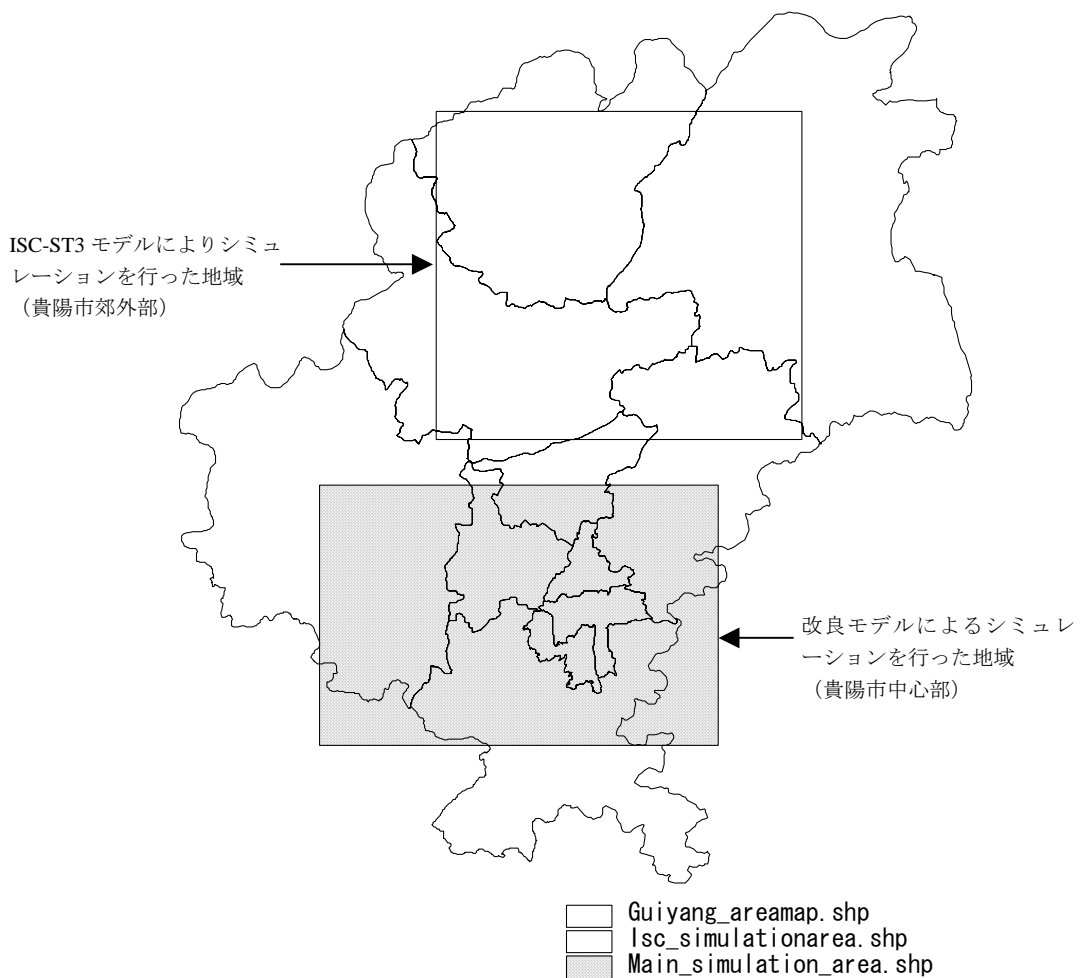 ISC-ST3 モデルによりシミュ
レーションを行った地域
（貴陽市郊外部）
改良モデルによるシミュレ
ーションを行った地域
（貴陽市中心部）
Guiyang_areamap.shp
Isc_simulationarea.shp
Main_simulation_area.shp